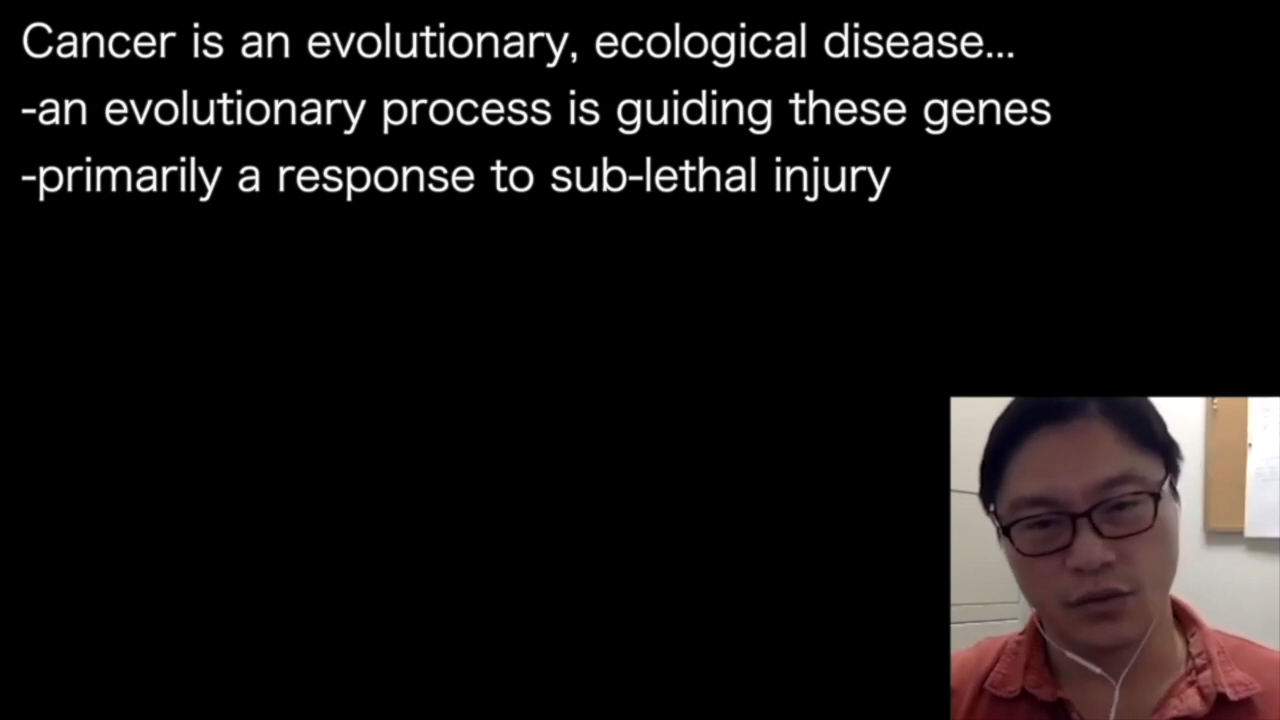 Cancer is an evolutionary, ecological disease...
-an evolutionary process is guiding these genes
-primarily a response to sub-lethal injury